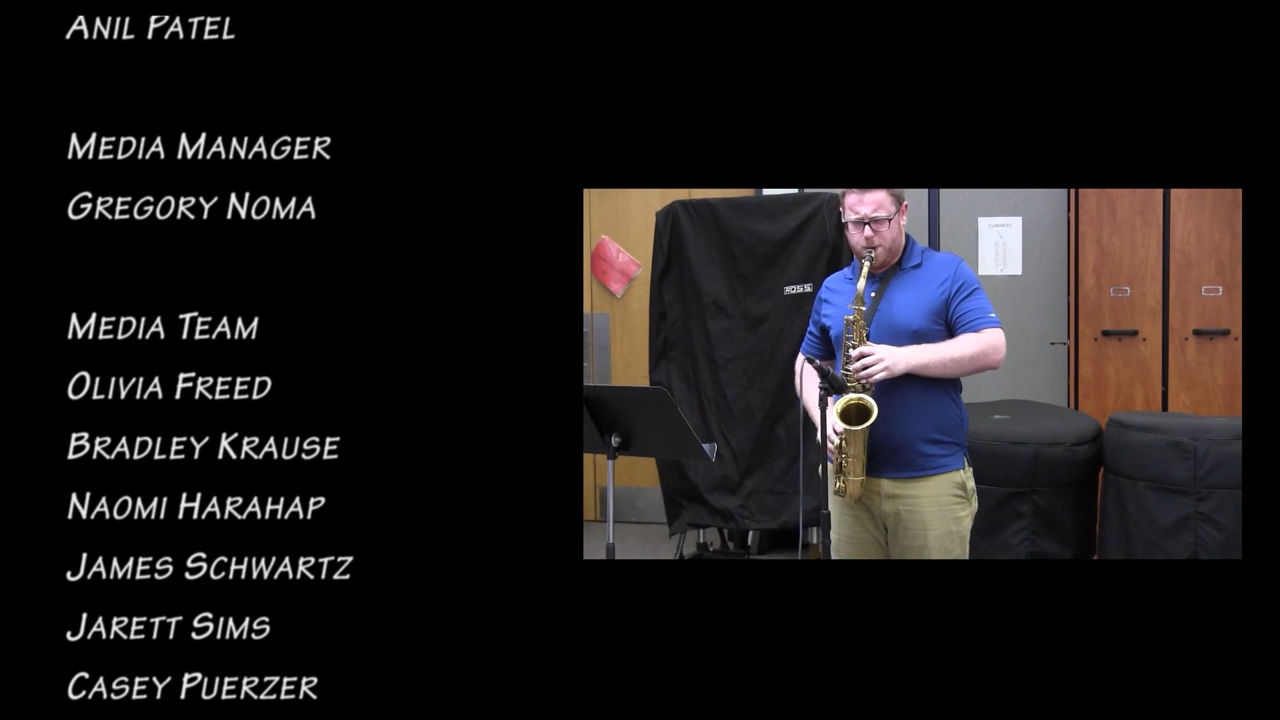 ANIL PATEL
MEDIA MANAGER
GREGORY NOMA
MEDIA TEAM
OLIVIA FREED
BRADLEY KRAUSE
NAOMI HARAHAP
JAMES SCHWARTZ
JARETT SIMS
CASEY PUERZER
ROSS
CLARINETS